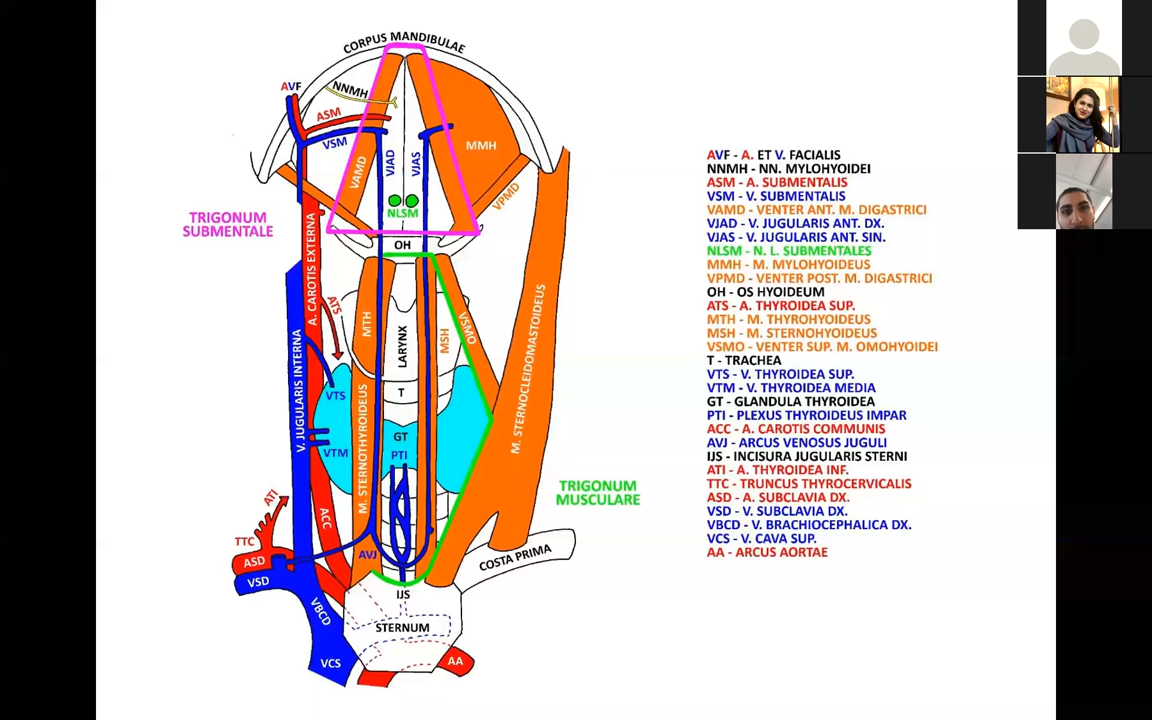 CORPUS MANDIBULAE
AVF
NNMH
ASM
VSM
VAMD
VJAD
VJAS
MMH
VPMD
NLSM
TRIGONUM
SUBMENTALE
OH
A. CAROTIS EXTERNA
ATS
MTH
LARYNX
MSH
VSMO
M. STERNOCLEIDOMASTOIDEUS
V. JUGULARIS INTERNA
VTS
T
M. STERNOTHYROIDEUS
GT
PTI
VTM
TRIGONUM
MUSCULARE
ATI
ACC
TTC
ASD
AVJ
COSTA PRIMA
VSD
IJS
VBCD
STERNUM
VCS
AA
AVF - A. ET V. FACIALIS
NNMH - NN. MYLOHYOIDEI
ASM - A. SUBMENTALIS
VSM - V. SUBMENTALIS
VAMD - VENTER ANT. M. DIGASTRICI
VJAD - V. JUGULARIS ANT. DX.
VJAS - V. JUGULARIS ANT. SIN.
NLSM - N. L. SUBMENTALES
MMH - M. MYLOHYOIDEUS
VPMD - VENTER POST. M. DIGASTRICI
OH - OS HYOIDEUM
ATS - A. THYROIDEA SUP.
MTH - M. THYROHYOIDEUS
MSH - M. STERNOHYOIDEUS
VSMO - VENTER SUP. M. OMOHYOIDEI
T - TRACHEA
VTS - V. THYROIDEA SUP.
VTM - V. THYROIDEA MEDIA
GT - GLANDULA THYROIDEA
PTI - PLEXUS THYROIDEUS IMPAR
ACC - A. CAROTIS COMMUNIS
AVJ - ARCUS VENOSUS JUGULI
IJS - INCISURA JUGULARIS STERNI
ATI - A. THYROIDEA INF.
TTC - TRUNCUS THYROCERVICALIS
ASD - A. SUBCLAVIA DX.
VSD - V. SUBCLAVIA DX.
VBCD - V. BRACHIOCEPHALICA DX.
VCS - V. CAVA SUP.
AA - ARCUS AORTAE